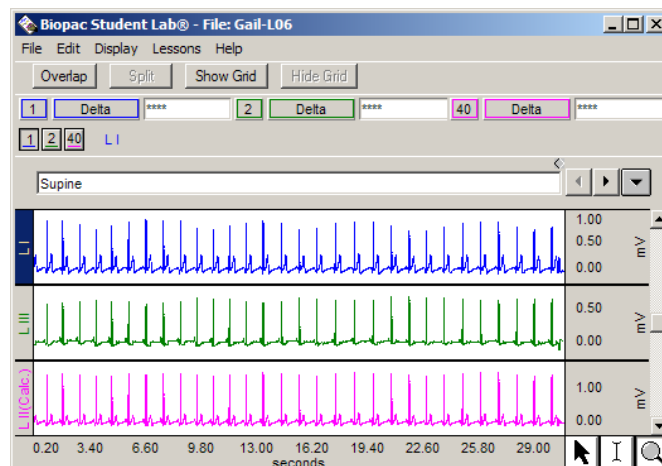 Biopac Student Lab® - File: Gail-L06
File Edit Display Lessons Help
Overlap Split Show Grid Hide Grid
1 Delta **** 2 Delta **** 40 Delta ****
1 2 40 L I
Supine
L I
1.00
0.50
0.00
mV
L III
0.50
0.00
mV
L II(Calc.)
1.00
0.00
mV
0.20 3.40 6.60 9.80 13.00 16.20 19.40 22.60 25.80 29.00
seconds